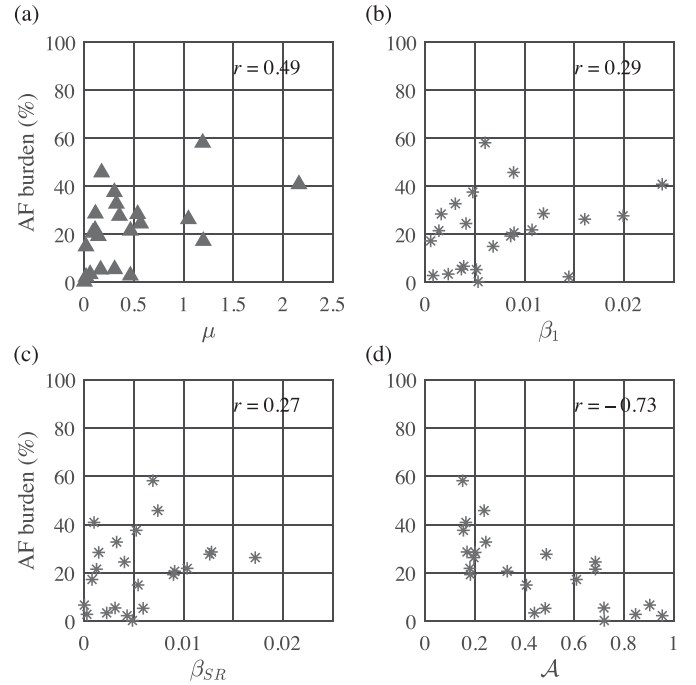 (a)
AF burden (%)
100
80
60
40
20
0
r = 0.49
0 0.5 1 1.5 2 2.5
μ
(b)
100
80
60
40
20
0
r = 0.29
0 0.01 0.02
β1
(c)
AF burden (%)
100
80
60
40
20
0
r = 0.27
0 0.01 0.02
βSR
(d)
100
80
60
40
20
0
r = −0.73
0 0.2 0.4 0.6 0.8 1
𝒜